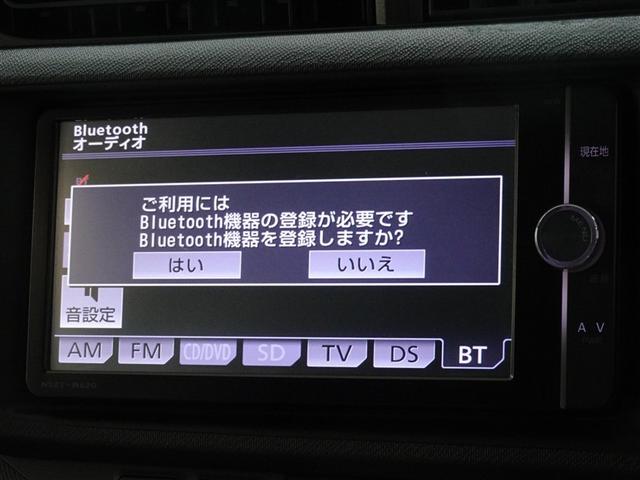 Bluetooth
オーディオ
BT
ご利用には
Bluetooth機器の登録が必要です
Bluetooth機器を登録しますか?
はい
いいえ
音設定
AM
FM
CD/DVD
SD
TV
DS
BT
現在地
MENU
A V